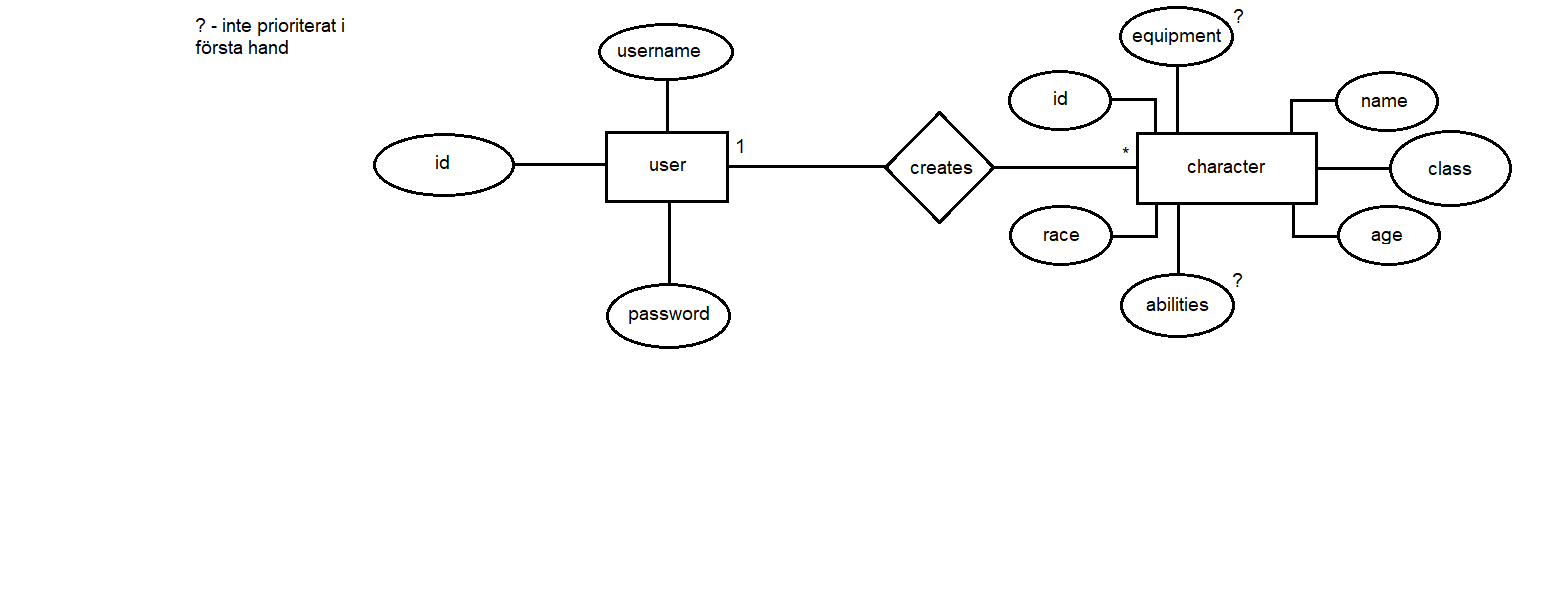 ? - inte prioriterat i
första hand
username
id
user
1
password
creates
*
equipment
?
id
name
character
class
race
age
abilities
?